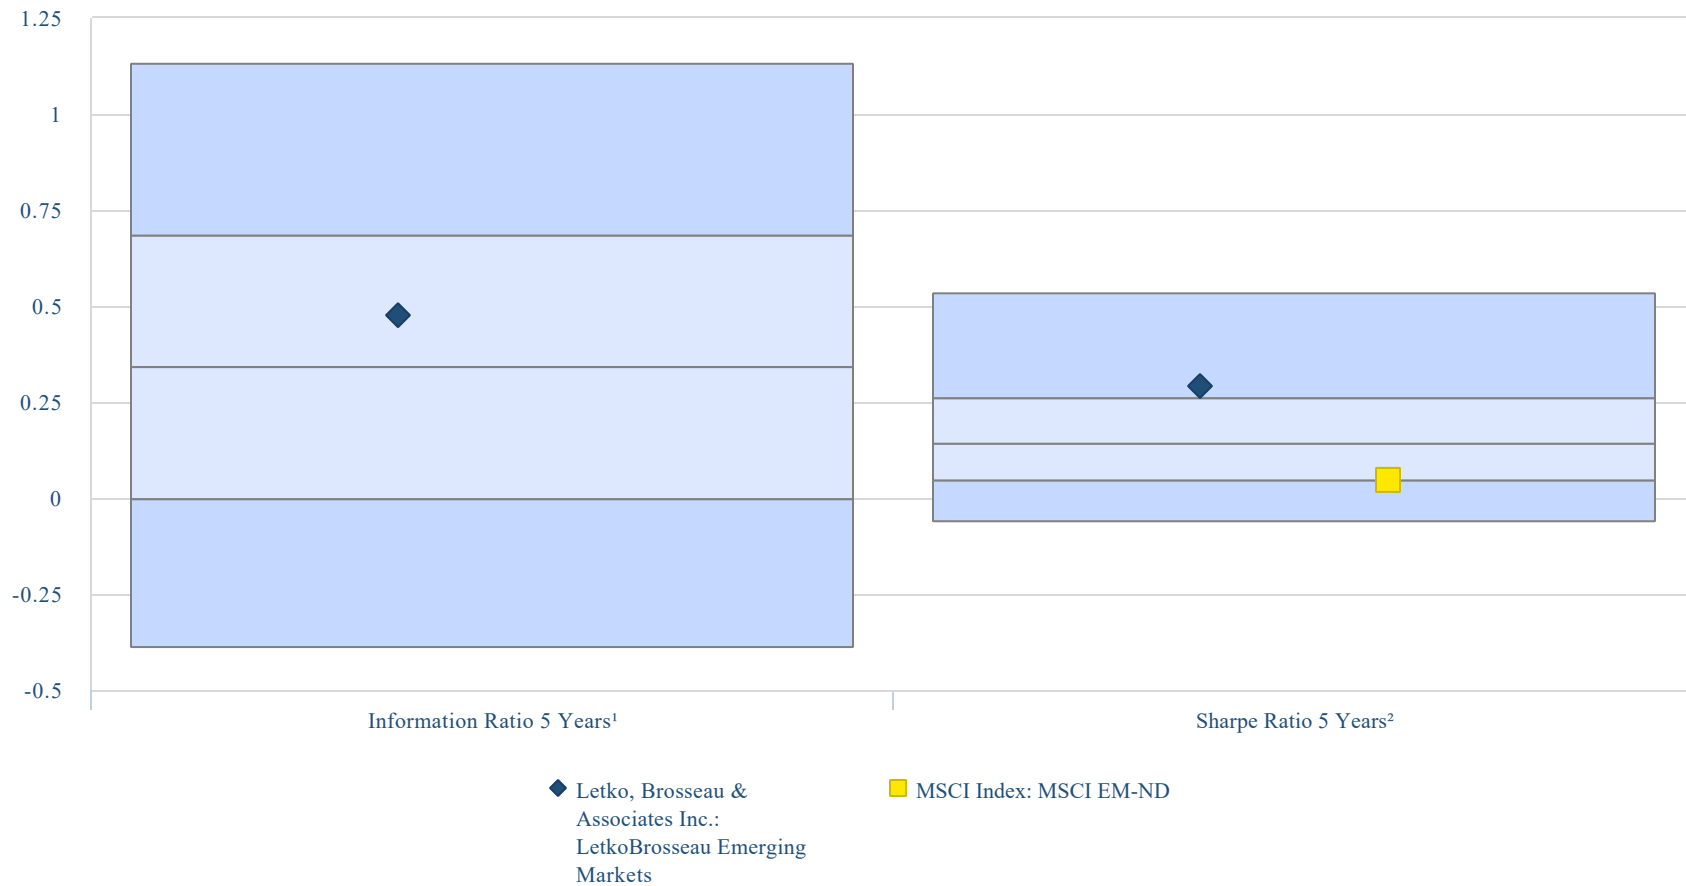 1.25
1
0.75
0.5
0.25
0
-0.25
-0.5
Information Ratio 5 Years¹
Sharpe Ratio 5 Years²
Letko, Brosseau &
Associates Inc.:
LetkoBrosseau Emerging
Markets
MSCI Index: MSCI EM-ND